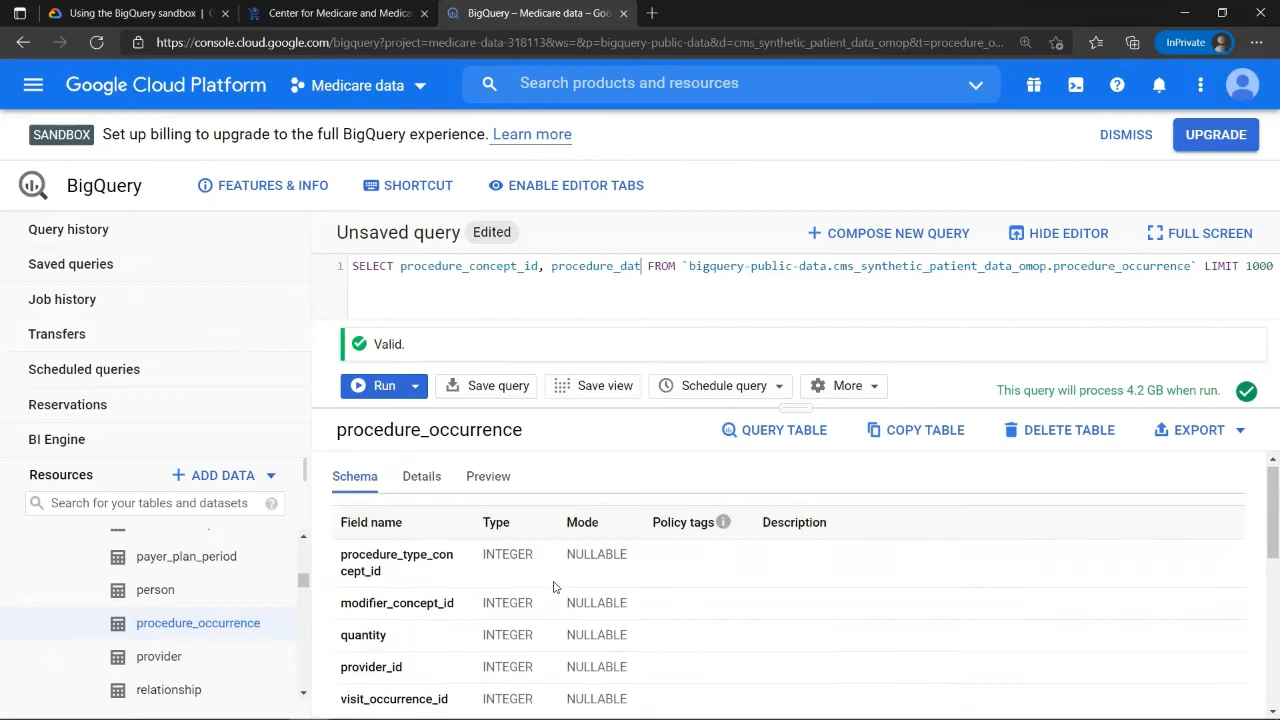 Using the BigQuery sandbox | G
Center for Medicare and Medica
BigQuery – Medicare data – Goo
https://console.cloud.google.com/bigquery?project=medicare-data-318113&ws=&p=bigquery-public-data&d=cms_synthetic_patient_data_omop&t=procedure_o...
InPrivate
Google Cloud Platform
Medicare data
Search products and resources
SANDBOX Set up billing to upgrade to the full BigQuery experience. Learn more
DISMISS
UPGRADE
BigQuery
FEATURES & INFO
SHORTCUT
ENABLE EDITOR TABS
Query history
Saved queries
Job history
Transfers
Scheduled queries
Reservations
BI Engine
Resources
ADD DATA
Search for your tables and datasets
payer_plan_period
person
procedure_occurrence
provider
relationship
Unsaved query Edited
COMPOSE NEW QUERY
HIDE EDITOR
FULL SCREEN
1 SELECT procedure_concept_id, procedure_dat FROM `bigquery-public-data.cms_synthetic_patient_data_omop.procedure_occurrence` LIMIT 1000
Valid.
Run
Save query
Save view
Schedule query
More
This query will process 4.2 GB when run.
procedure_occurrence
QUERY TABLE
COPY TABLE
DELETE TABLE
EXPORT
Schema Details Preview
Field name Type Mode Policy tags Description
procedure_type_con
cept_id INTEGER NULLABLE
modifier_concept_id INTEGER NULLABLE
quantity INTEGER NULLABLE
provider_id INTEGER NULLABLE
visit_occurrence_id INTEGER NULLABLE